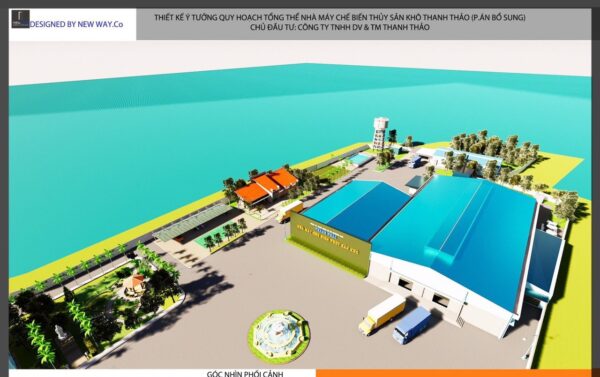 DESIGNED BY NEW WAY.Co
THIẾT KẾ Ý TƯỞNG QUY HOẠCH TỔNG THỂ NHÀ MÁY CHẾ BIẾN THỦY SẢN KHÔ THANH THẢO (P.ÁN BỔ SUNG)
CHỦ ĐẦU TƯ: CÔNG TY TNHH DV & TM THANH THẢO
GÓC NHÌN PHỐI CẢNH